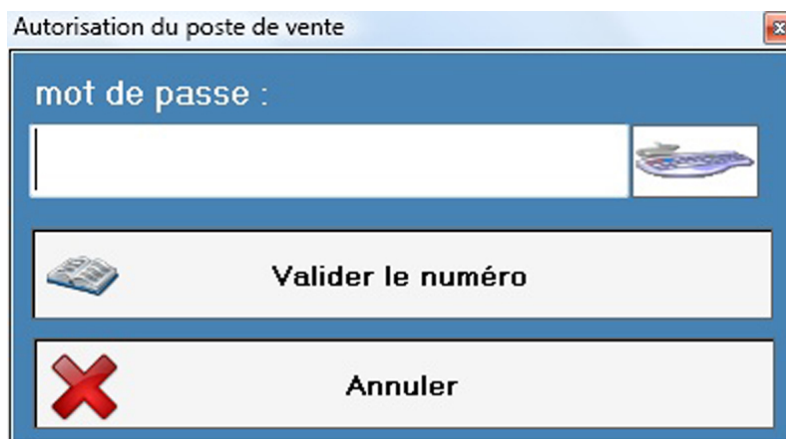 Autorisation du poste de vente
mot de passe :
Valider le numéro
Annuler